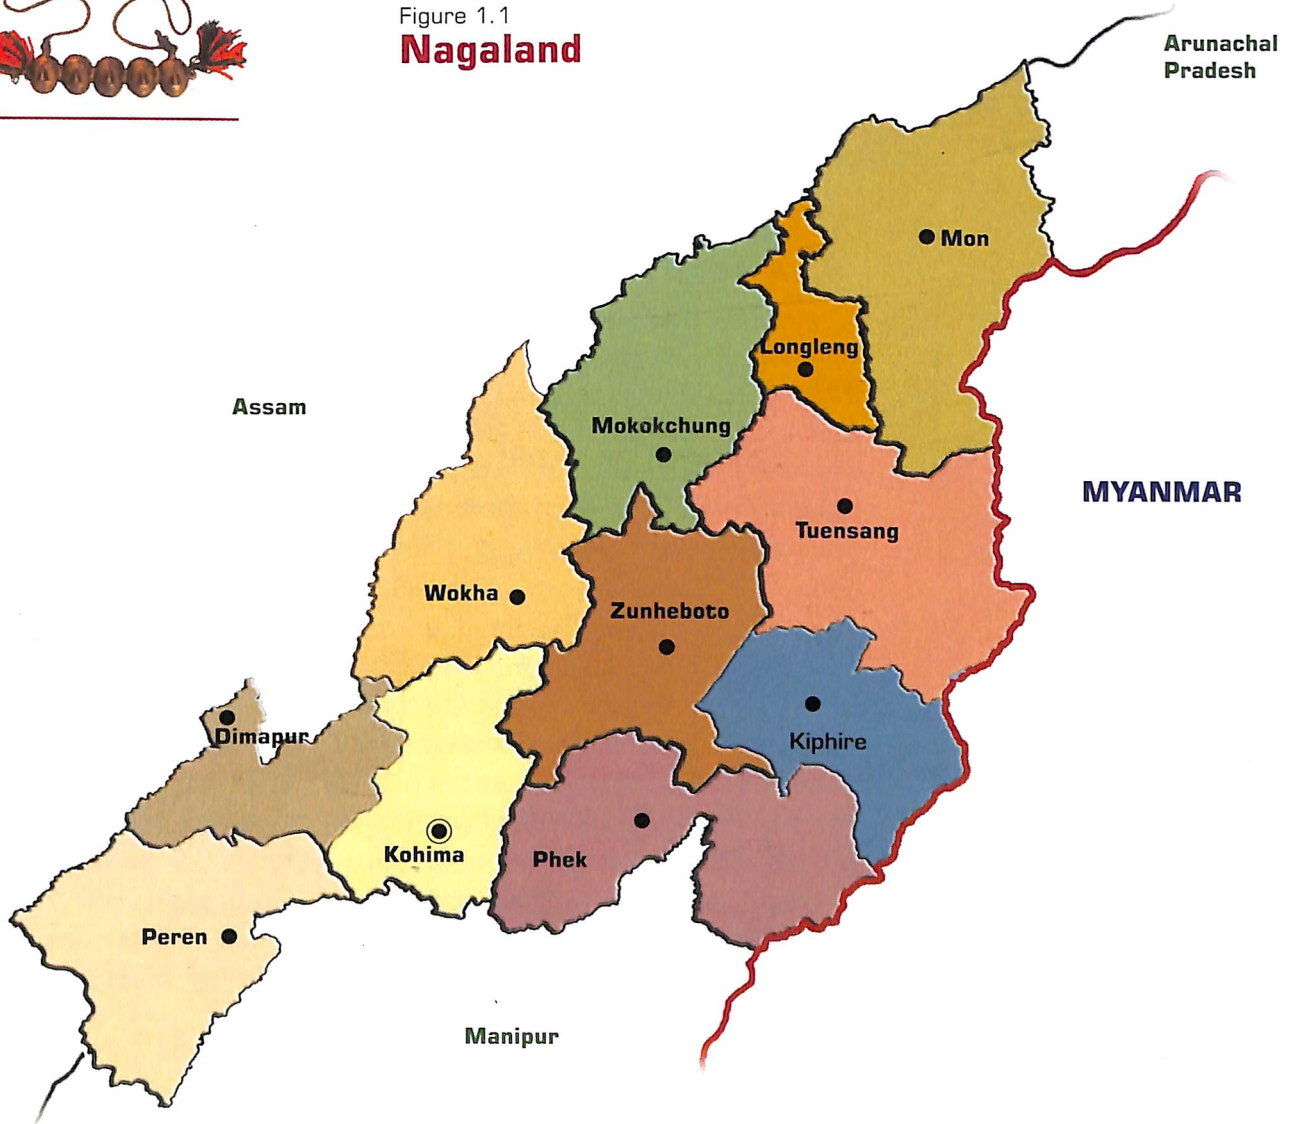 Figure 1.1
Nagaland
Arunachal
Pradesh
Mon
Longleng
Assam
Mokokchung
MYANMAR
Tuensang
Wokha
Zunheboto
Dimapur
Kiphire
Kohima
Phek
Peren
Manipur